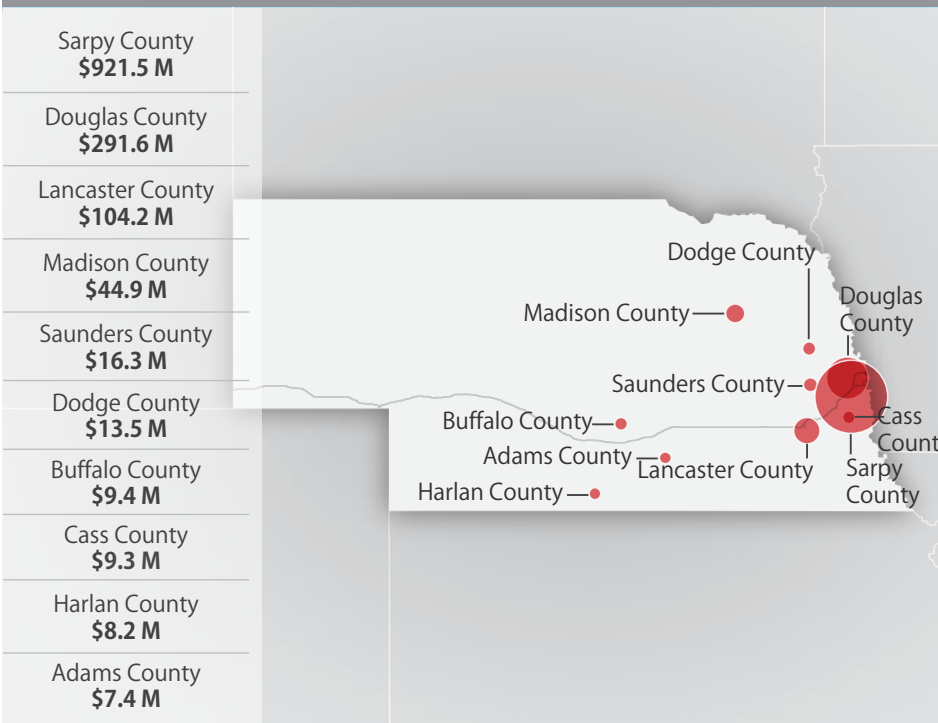 Sarpy County
$921.5 M
Douglas County
$291.6 M
Lancaster County
$104.2 M
Madison County
$44.9 M
Saunders County
$16.3 M
Dodge County
$13.5 M
Buffalo County
$9.4 M
Cass County
$9.3 M
Harlan County
$8.2 M
Adams County
$7.4 M
Dodge County
Douglas
County
Madison County
Saunders County
Buffalo County
Cass
Count
Adams County
Lancaster County
Sarpy
County
Harlan County